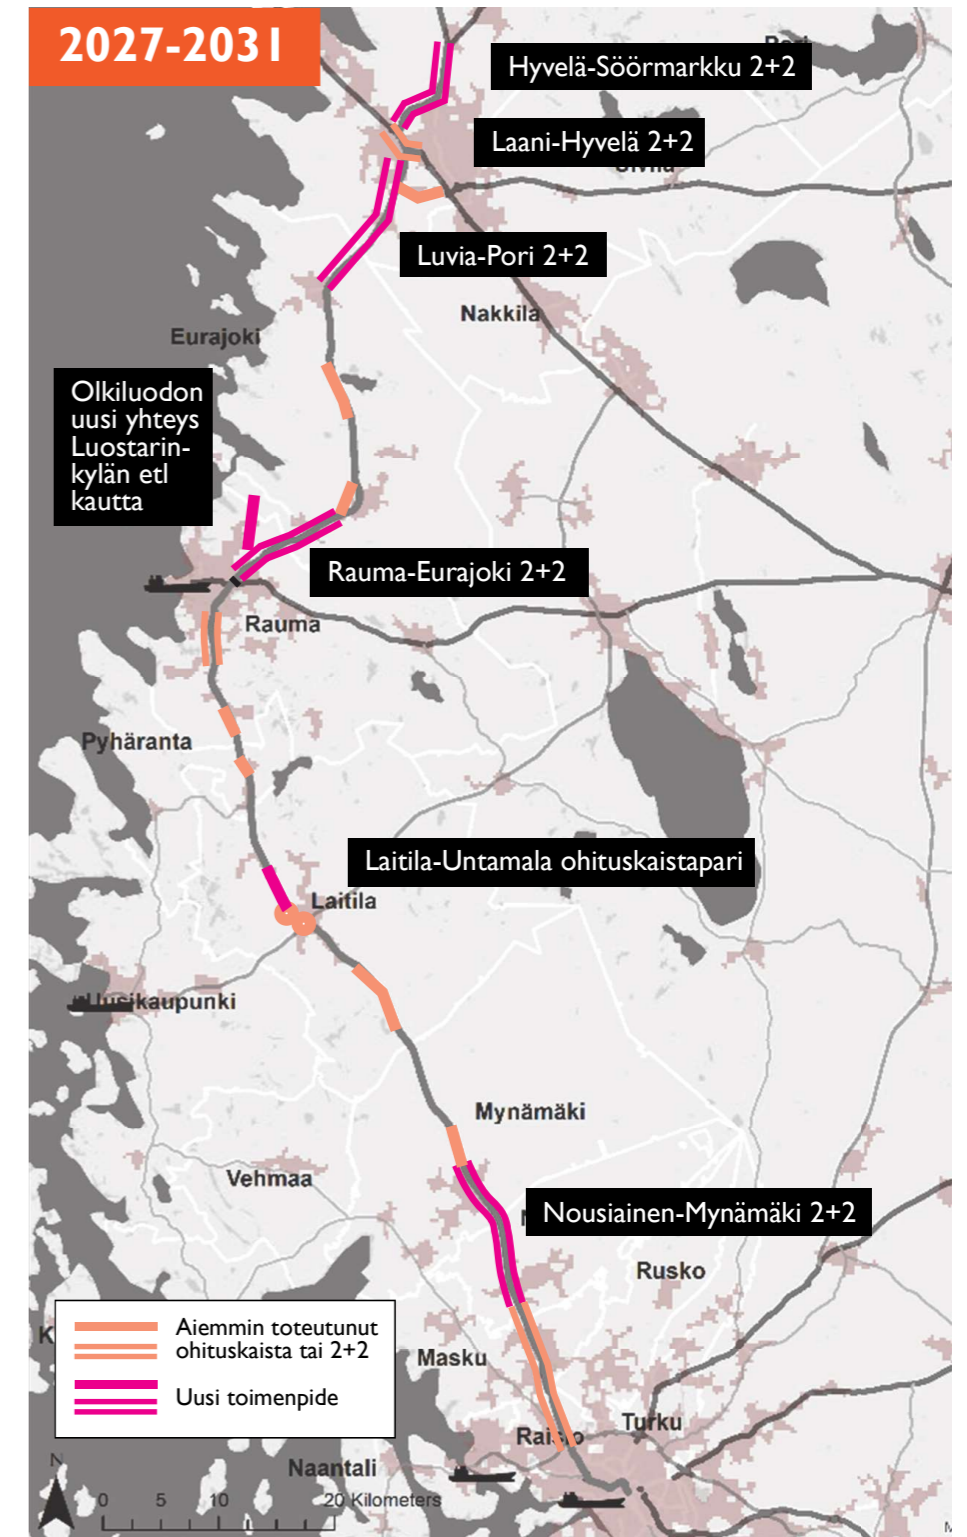 2027-2031
Hyvelä-Söörmarkku 2+2
Laani-Hyvelä 2+2
Luvia-Pori 2+2
Nakkila
Eurajoki
Olkiluodon
uusi yhteys
Luostarin-
kylän etl
kautta
Rauma-Eurajoki 2+2
Rauma
Pyhäranta
Laitila-Untamala ohituskaistapari
Laitila
Uusikaupunki
Mynämäki
Vehmaa
Nousiainen-Mynämäki 2+2
Rusko
Aiemmin toteutunut
ohituskaista tai 2+2
Uusi toimenpide
Masku
Turku
Raisio
Naantali
N
0 5 10 20 Kilometers